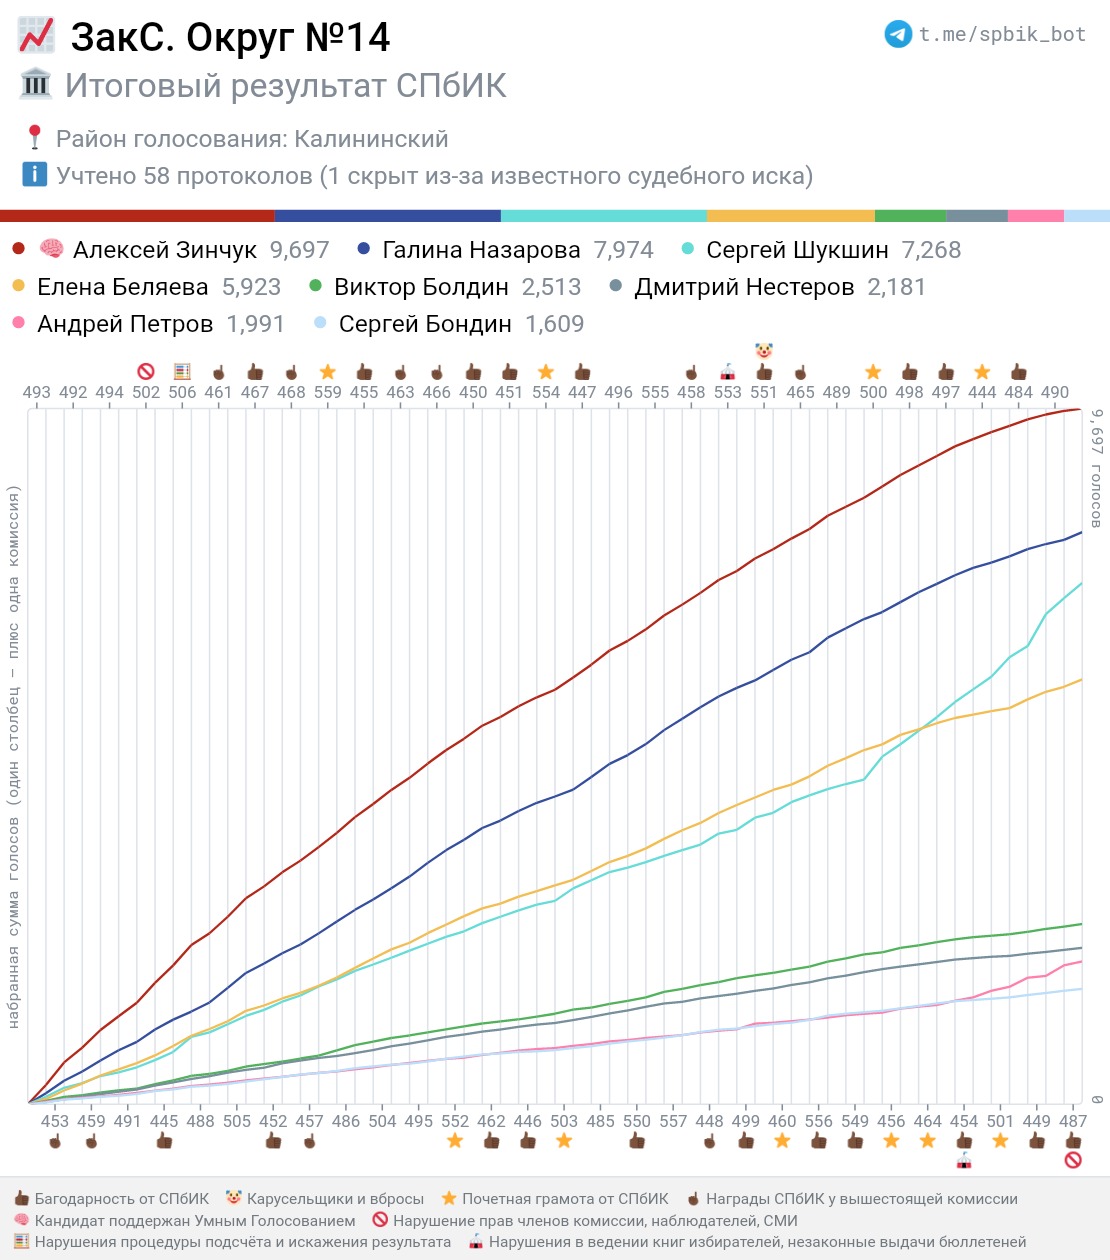 ЗакС. Округ №14
t.me/spbik_bot
Итоговый результат СПбИК
Район голосования: Калининский
Учтено 58 протоколов (1 скрыт из-за известного судебного иска)
Алексей Зинчук 9,697 Галина Назарова 7,974 Сергей Шукшин 7,268
Елена Беляева 5,923 Виктор Болдин 2,513 Дмитрий Нестеров 2,181
Андрей Петров 1,991 Сергей Бондин 1,609
493 492 494 502 506 461 467 468 559 455 463 466 450 451 554 447 496 555 458 553 551 465 489 500 498 497 444 484 490
9,697 голосов
набранная сумма голосов (один столбец – плюс одна комиссия)
0
453 459 491 445 488 505 452 457 486 504 495 552 462 446 503 485 550 557 448 499 460 556 549 456 464 454 501 449 487
Багодарность от СПбИК Карусельщики и вбросы Почетная грамота от СПбИК Награды СПбИК у вышестоящей комиссии
Кандидат поддержан Умным Голосованием Нарушение прав членов комиссии, наблюдателей, СМИ
Нарушения процедуры подсчёта и искажения результата Нарушения в ведении книг избирателей, незаконные выдачи бюллетеней